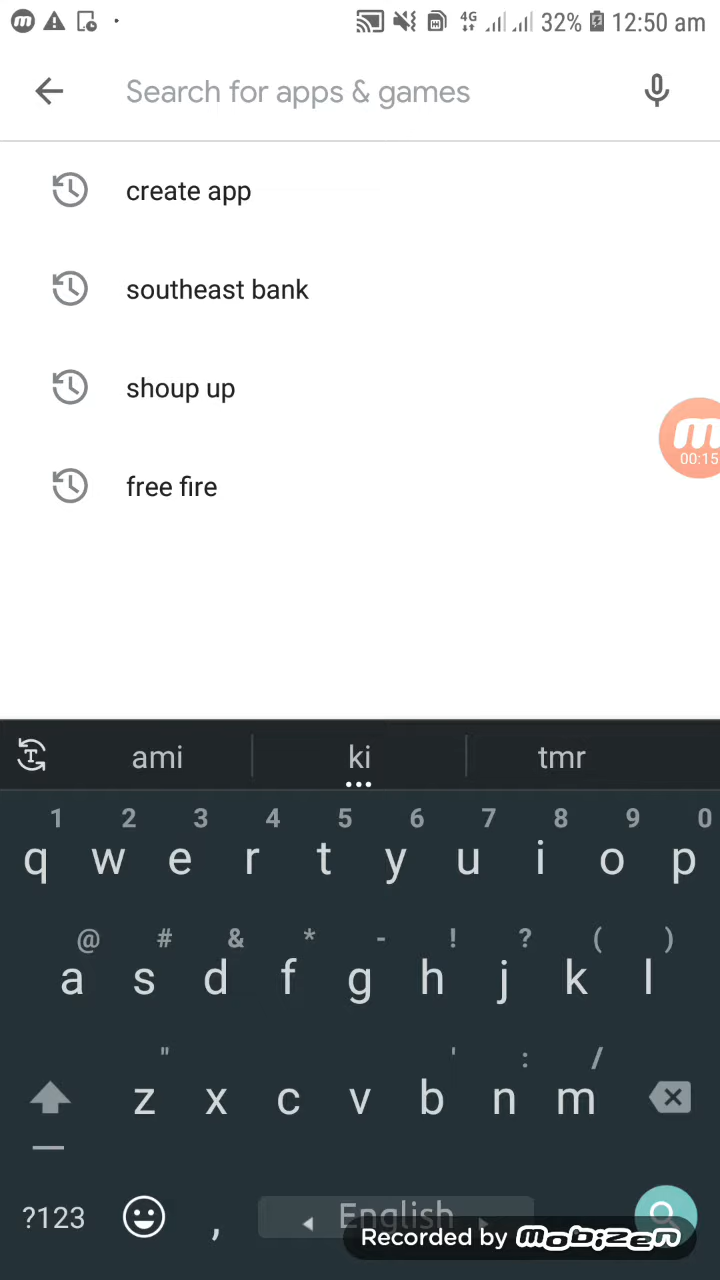 4G 32% 12:50 am
Search for apps & games
create app
southeast bank
shoup up
free fire
m
00:15
ami ki tmr
1 2 3 4 5 6 7 8 9 0
q w e r t y u i o p
@ # & * - ! ? ( )
a s d f g h j k l
" ' : /
z x c v b n m
?123 , English
Recorded by mobizen